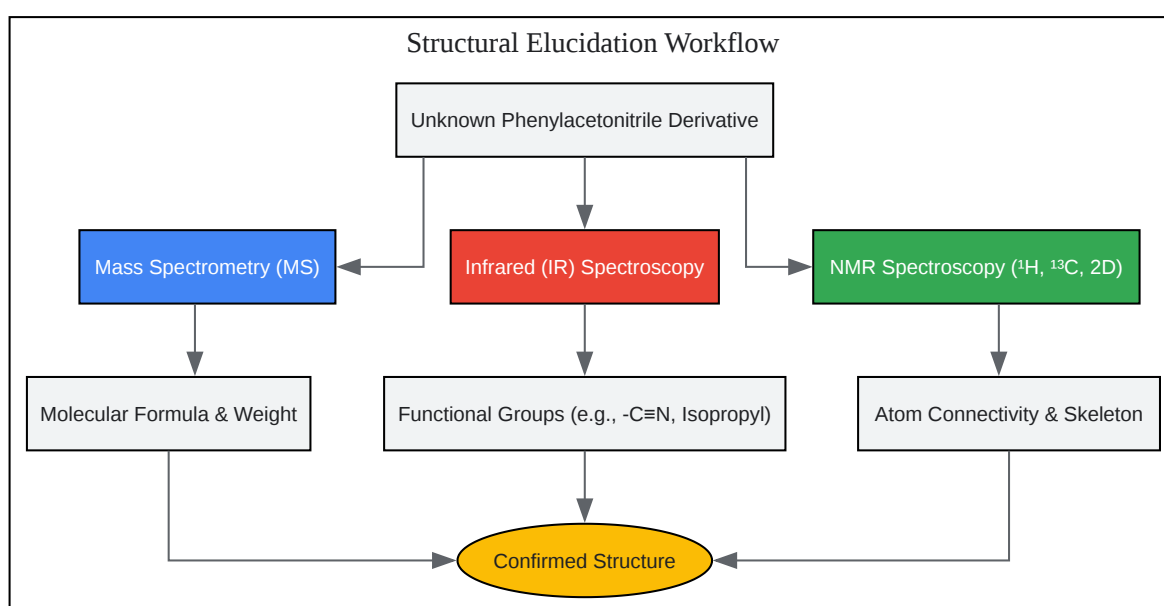 Structural Elucidation Workflow
Unknown Phenylacetonitrile Derivative
Mass Spectrometry (MS)
Infrared (IR) Spectroscopy
NMR Spectroscopy (¹H, ¹³C, 2D)
Molecular Formula & Weight
Functional Groups (e.g., -C≡N, Isopropyl)
Atom Connectivity & Skeleton
Confirmed Structure